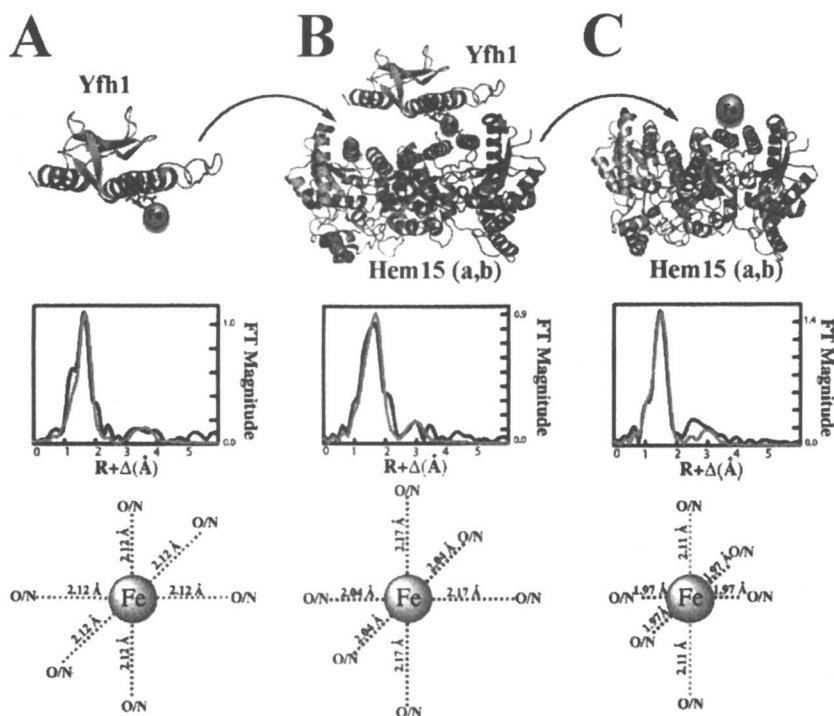 A
B
C
Yfh1
Yfh1
Hem15 (a,b)
Hem15 (a,b)
1.0
0.0
FT Magnitude
0 1 2 3 4 5
R+Δ(Å)
0.9
0.0
FT Magnitude
0 1 2 3 4 5
R+Δ(Å)
1.4
0.0
FT Magnitude
0 1 2 3 4 5
R+Δ(Å)
O/N
O/N
2.12 Å
2.12 Å
O/N 2.12 Å Fe 2.12 Å O/N
2.12 Å
2.12 Å
O/N
O/N
O/N
O/N
2.17 Å
2.04 Å
O/N 2.04 Å Fe 2.17 Å O/N
2.04 Å
2.17 Å
O/N
O/N
O/N
O/N
2.11 Å
1.97 Å
O/N 1.97 Å Fe 1.97 Å O/N
1.97 Å
2.11 Å
O/N
O/N